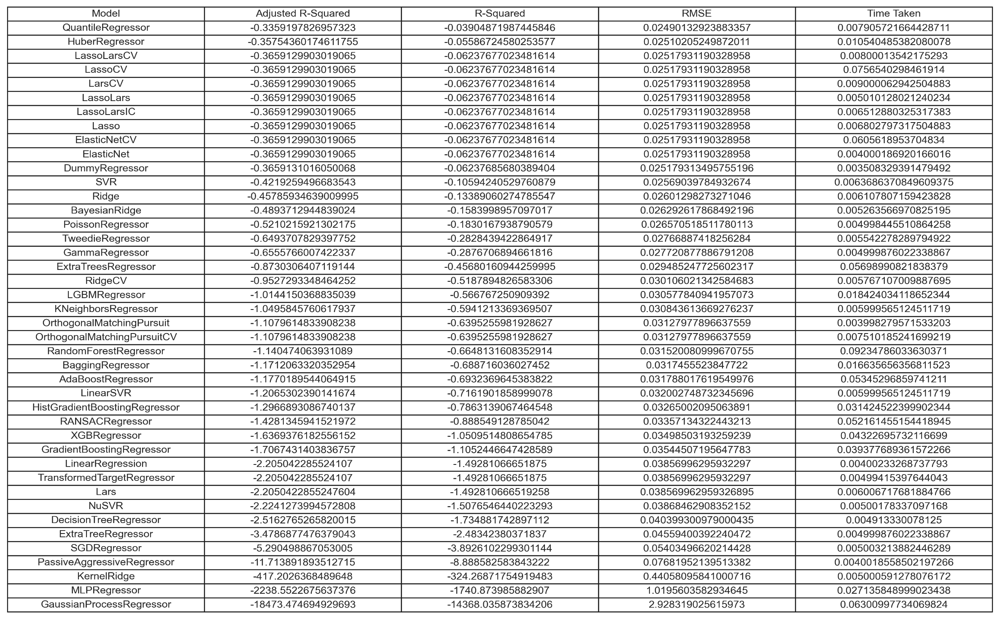 Model Adjusted R-Squared R-Squared RMSE Time Taken
QuantileRegressor -0.3359197826957323 -0.03904871987445846 0.02490132923883357 0.007905721664428711
HuberRegressor -0.35754360174611755 -0.05586724580253577 0.02510205249872011 0.010540485382080078
LassoLarsCV -0.3659129903019065 -0.06237677023481614 0.02517931190328958 0.00800013542175293
LassoCV -0.3659129903019065 -0.06237677023481614 0.02517931190328958 0.0756540298461914
LarsCV -0.3659129903019065 -0.06237677023481614 0.02517931190328958 0.009000062942504883
LassoLars -0.3659129903019065 -0.06237677023481614 0.02517931190328958 0.005010128021240234
LassoLarsIC -0.3659129903019065 -0.06237677023481614 0.02517931190328958 0.006512880325317383
Lasso -0.3659129903019065 -0.06237677023481614 0.02517931190328958 0.006802797317504883
ElasticNetCV -0.3659129903019065 -0.06237677023481614 0.02517931190328958 0.0605618953704834
ElasticNet -0.3659129903019065 -0.06237677023481614 0.02517931190328958 0.004000186920166016
DummyRegressor -0.3659131016050068 -0.06237685680389404 0.025179313495755196 0.003508329391479492
SVR -0.4219259496683543 -0.10594240529760879 0.02569039784932674 0.0063686370849609375
Ridge -0.45785934639009995 -0.13389060274785547 0.02601298273271046 0.006107807159423828
BayesianRidge -0.4893712944839024 -0.1583998957097017 0.026292617868492196 0.005263566970825195
PoissonRegressor -0.5210215921302175 -0.1830167938790579 0.026570518511780113 0.004998445510864258
TweedieRegressor -0.6493707829397752 -0.2828439422864917 0.02766887418256284 0.005542278289794922
GammaRegressor -0.6555766007422337 -0.2876706894661816 0.027720877886791208 0.004999876022338867
ExtraTreesRegressor -0.8730306407119144 -0.45680160944259995 0.029485247725602317 0.05698990821838379
RidgeCV -0.9527293348464252 -0.5187894826583306 0.030106021342584683 0.005767107009887695
LGBMRegressor -1.0144150368835039 -0.566767250909392 0.030577840941957073 0.018424034118652344
KNeighborsRegressor -1.0495845760617937 -0.5941213369369507 0.030843613669276237 0.005999565124511719
OrthogonalMatchingPursuit -1.1079614833908238 -0.6395255981928627 0.03127977896637559 0.003998279571533203
OrthogonalMatchingPursuitCV -1.1079614833908238 -0.6395255981928627 0.03127977896637559 0.007510185241699219
RandomForestRegressor -1.140474063931089 -0.6648131608352914 0.031520080999670755 0.09234786033630371
BaggingRegressor -1.1712063320352954 -0.688716036027452 0.0317455523847722 0.016635656356811523
AdaBoostRegressor -1.1770189544064915 -0.6932369645383822 0.031788017619549976 0.05345296859741211
LinearSVR -1.2065302390141674 -0.7161901858999078 0.032002748732345696 0.005999565124511719
HistGradientBoostingRegressor -1.2966893086740137 -0.7863139067464548 0.03265002095063891 0.031424522399902344
RANSACRegressor -1.4281345941521972 -0.888549128785042 0.03357134322443213 0.052161455154418945
XGBRegressor -1.6369376182556152 -1.0509514808654785 0.03498503193259239 0.04322695732116699
GradientBoostingRegressor -1.7067431403836757 -1.1052446647428589 0.03544507195647783 0.039377689361572266
LinearRegression -2.205042285524107 -1.49281066651875 0.03856996295932297 0.00400233268737793
TransformedTargetRegressor -2.205042285524107 -1.49281066651875 0.03856996295932297 0.00499415397644043
Lars -2.2050422855247604 -1.492810666519258 0.038569962959326895 0.006006717681884766
NuSVR -2.2241273994572808 -1.5076546440223293 0.03868462908352152 0.00500178337097168
DecisionTreeRegressor -2.5162765265820015 -1.734881742897112 0.040399300979000435 0.004913330078125
ExtraTreeRegressor -3.4786877476379043 -2.48342380371837 0.04559400392240472 0.004999876022338867
SGDRegressor -5.290498867053005 -3.8926102299301144 0.05403496620214428 0.005003213882446289
PassiveAggressiveRegressor -11.713891893512715 -8.888582583843222 0.07681952139513382 0.0040018558502197266
KernelRidge -417.2026368489648 -324.26871754919483 0.44058095841000716 0.005000591278076172
MLPRegressor -2238.5522675637376 -1740.873985882907 1.0195603582934645 0.027135848999023438
GaussianProcessRegressor -18473.474694929693 -14368.035873834206 2.928319025615973 0.06300997734069824